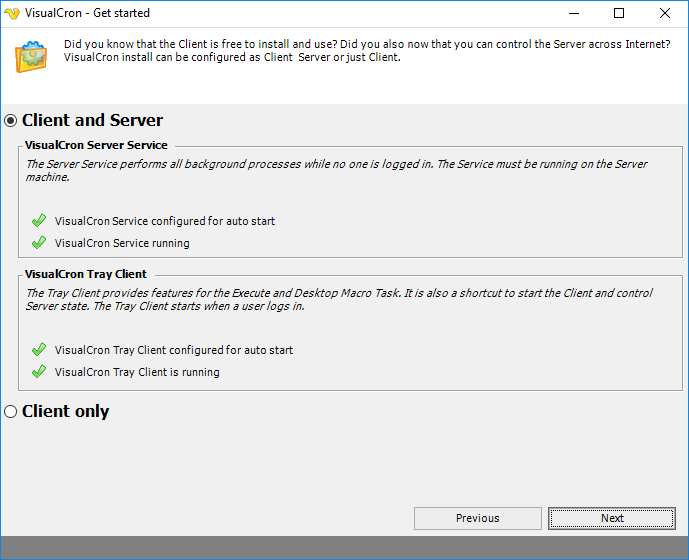 VisualCron - Get started
Did you know that the Client is free to install and use? Did you also now that you can control the Server across Internet?
VisualCron install can be configured as Client  Server or just Client.
Client and Server
VisualCron Server Service
The Server Service performs all background processes while no one is logged in. The Service must be running on the Server
machine.
VisualCron Service configured for auto start
VisualCron Service running
VisualCron Tray Client
The Tray Client provides features for the Execute and Desktop Macro Task. It is also a shortcut to start the Client and control
Server state. The Tray Client starts when a user logs in.
VisualCron Tray Client configured for auto start
VisualCron Tray Client is running
Client only
Previous
Next